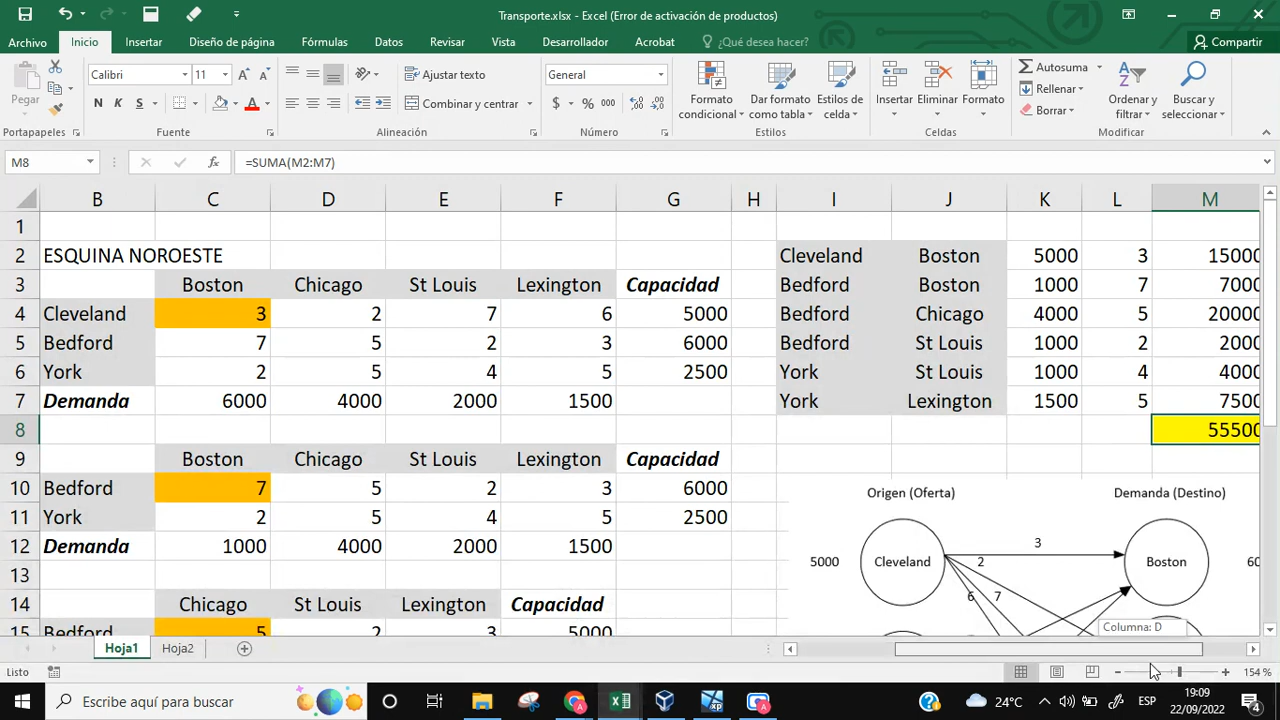 Transporte.xlsx - Excel (Error de activación de productos)
Archivo Inicio Insertar Diseño de página Fórmulas Datos Revisar Vista Desarrollador Acrobat ¿Qué desea hacer? Compartir
Pegar
Calibri 11
N K S
Ajustar texto
Combinar y centrar
General
$ % 000
Formato condicional
Dar formato como tabla
Estilos de celda
Insertar
Eliminar
Formato
Autosuma
Rellenar
Borrar
Ordenar y filtrar
Buscar y seleccionar
Portapapeles Fuente Alineación Número Estilos Celdas Modificar
M8 fx =SUMA(M2:M7)
B C D E F G H I J K L M
1
2 ESQUINA NOROESTE Cleveland Boston 5000 3 15000
3 Boston Chicago St Louis Lexington Capacidad Bedford Boston 1000 7 7000
4 Cleveland 3 2 7 6 5000 Bedford Chicago 4000 5 20000
5 Bedford 7 5 2 3 6000 Bedford St Louis 1000 2 2000
6 York 2 5 4 5 2500 York St Louis 1000 4 4000
7 Demanda 6000 4000 2000 1500 York Lexington 1500 5 7500
8 55500
9 Boston Chicago St Louis Lexington Capacidad
10 Bedford 7 5 2 3 6000
11 York 2 5 4 5 2500
12 Demanda 1000 4000 2000 1500
13
14 Chicago St Louis Lexington Capacidad
15 Bedford 5 2 3 5000
Origen (Oferta) Demanda (Destino)
5000 Cleveland 3 Boston 60
2
6 7
Columna: D
Hoja1 Hoja2
Listo 154 %
Escribe aquí para buscar
24°C ESP 19:09
22/09/2022
4